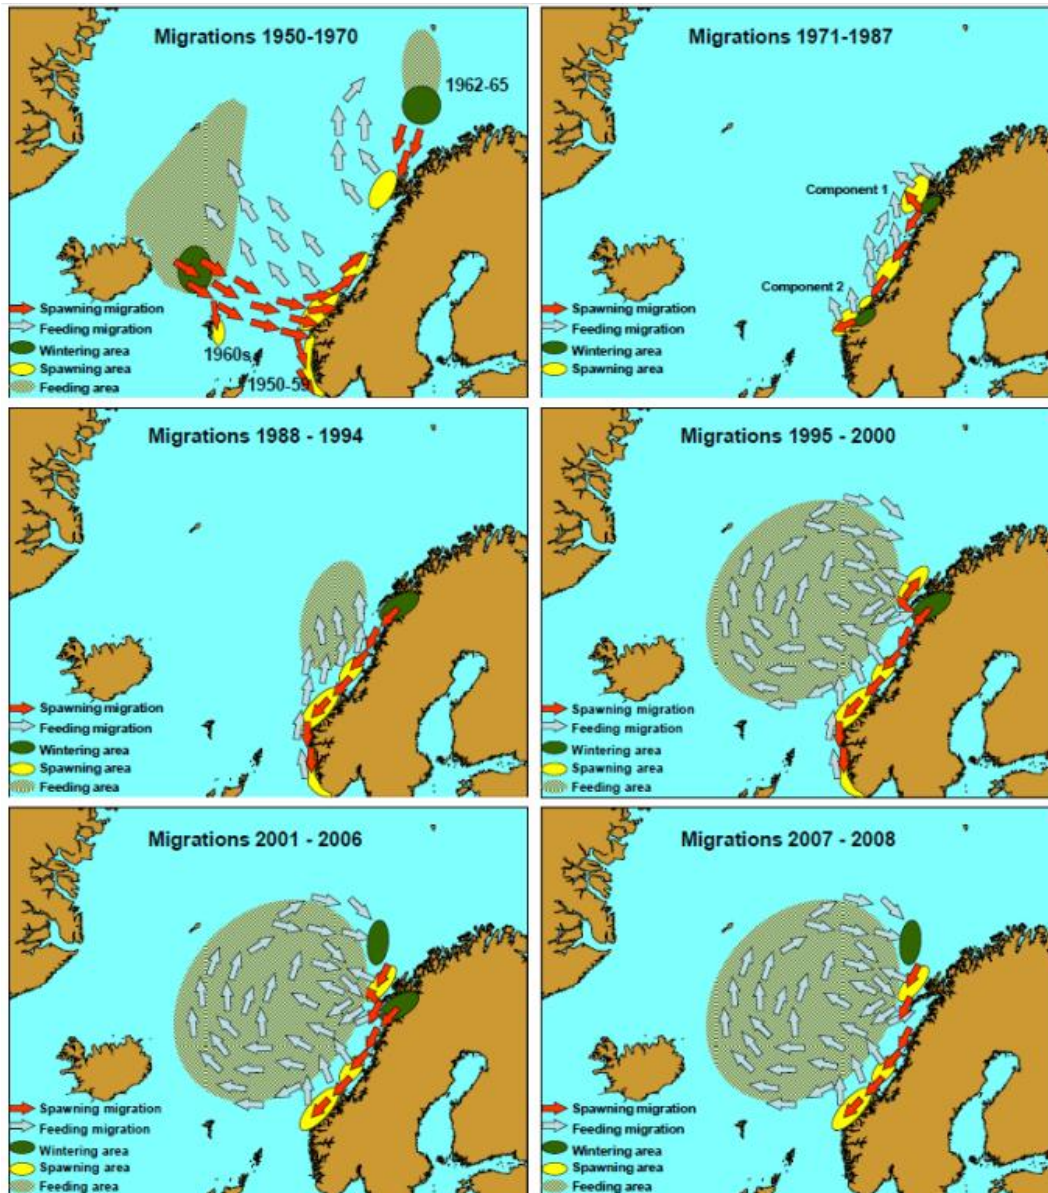 Migrations 1950-1970
1962-65
1960s
1950-59
Spawning migration
Feeding migration
Wintering area
Spawning area
Feeding area
Migrations 1971-1987
Component 1
Component 2
Spawning migration
Feeding migration
Wintering area
Spawning area
Migrations 1988 - 1994
Spawning migration
Feeding migration
Wintering area
Spawning area
Feeding area
Migrations 1995 - 2000
Spawning migration
Feeding migration
Wintering area
Spawning area
Feeding area
Migrations 2001 - 2006
Spawning migration
Feeding migration
Wintering area
Spawning area
Feeding area
Migrations 2007 - 2008
Spawning migration
Feeding migration
Wintering area
Spawning area
Feeding area